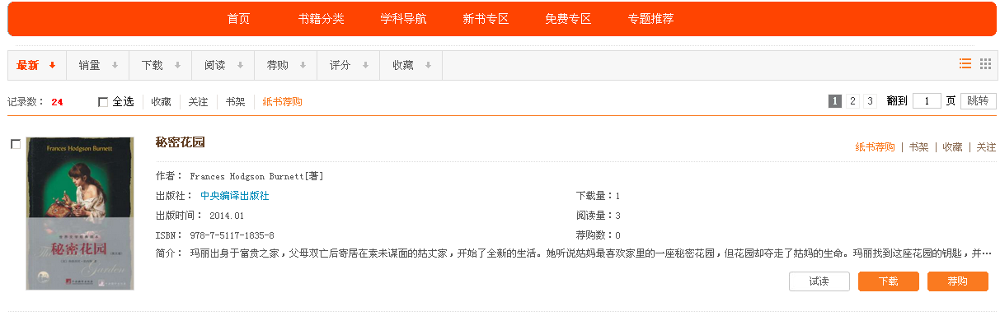 首页 书籍分类 学科导航 新书专区 免费专区 专题推荐
最新 销量 下载 阅读 荐购 评分 收藏
记录数： 24 全选 收藏 关注 书架 纸书荐购 1 2 3 翻到 1 页 跳转
秘密花园
纸书荐购 | 书架 | 收藏 | 关注
Frances Hodgson Burnett
秘密花园
Garden
作者： Frances Hodgson Burnett[著]
出版社： 中央编译出版社 下载量：1
出版时间： 2014.01 阅读量：3
ISBN： 978-7-5117-1835-8 荐购数：0
简介： 玛丽出身于富贵之家，父母双亡后寄居在素未谋面的姑丈家，开始了全新的生活。她听说姑妈最喜欢家里的一座秘密花园，但花园却夺走了姑妈的生命。玛丽找到这座花园的钥匙，并…
试读 下载 荐购